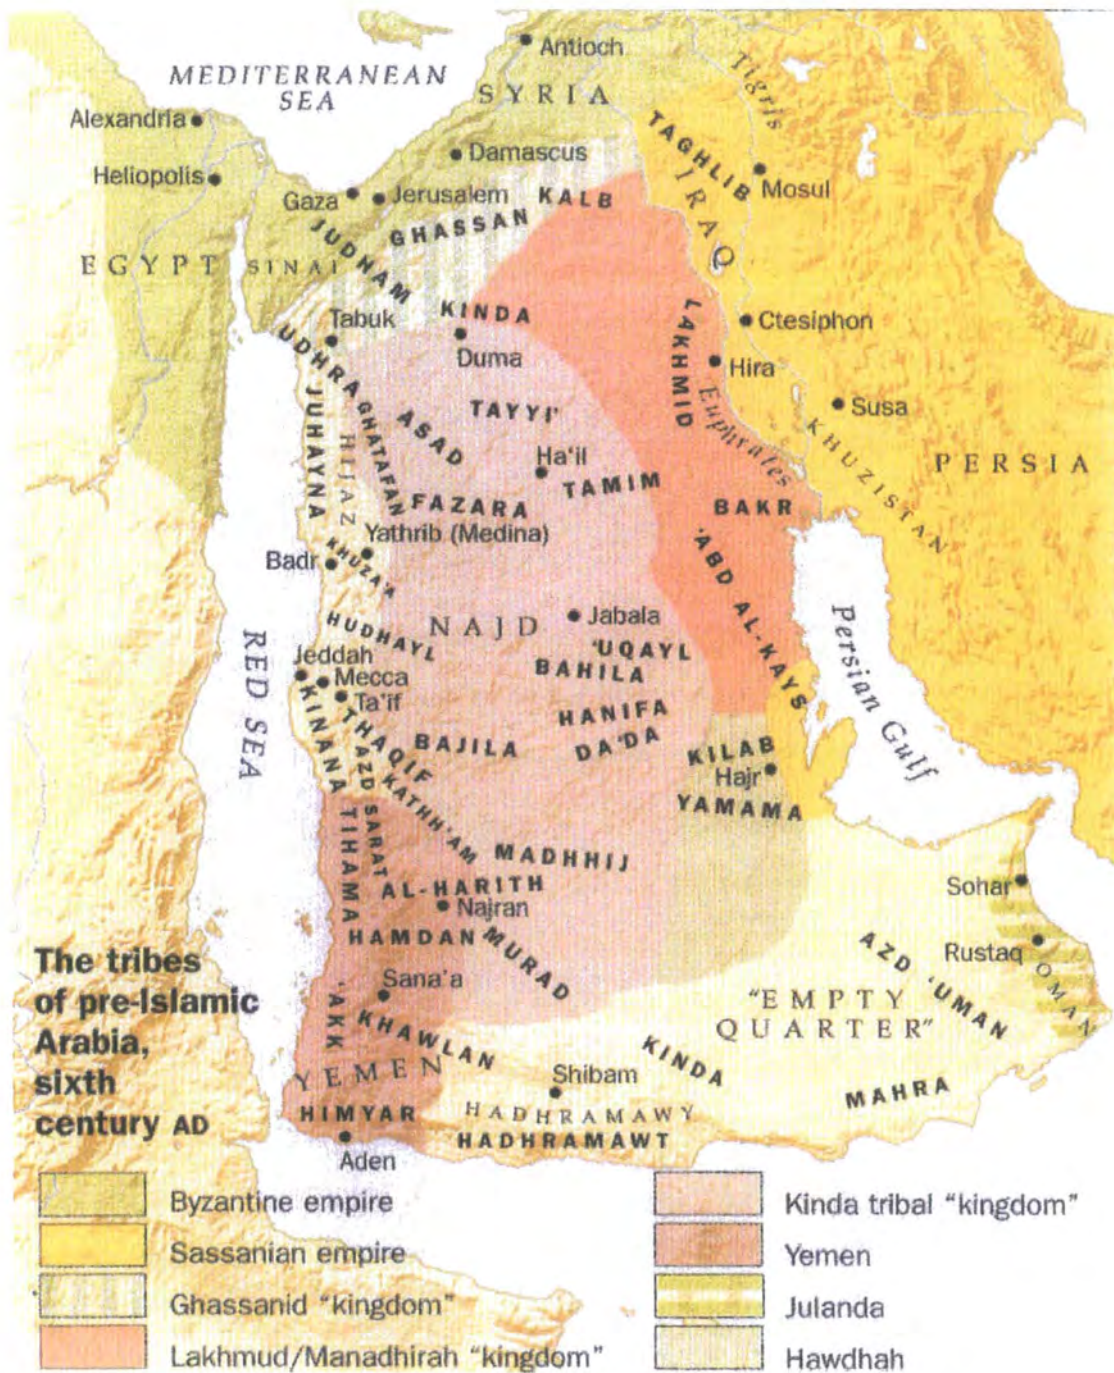 Antioch
MEDITERRANEAN
SEA
SYRIA
Tigris
Alexandria
TAGHLIB
Damascus
Heliopolis
Mosul
Gaza
Jerusalem
KALB
IRAQ
GHASSAN
JUDHAM
EGYPT
SINAI
KINDA
LAKHMID
Ctesiphon
Tabuk
Duma
Hira
UDHRA
Euphrates
Susa
TAYYI'
JUHAYNA
GHATAFAN
ASAD
HIJAZ
KHUZISTAN
PERSIA
Ha'il
TAMIM
FAZARA
BAKR
Yathrib (Medina)
Badr
KHUZA'A
'ABD AL-KAYS
NAJD
Jabala
Persian Gulf
HUDHAYL
'UQAYL
RED SEA
Jeddah
BAHILA
Mecca
Ta'if
KINANA
THAQIF
HANIFA
BAJILA
DA'DA
KILAB
AZD
SARAT
Hajr
KATHH'AM
YAMAMA
TIHAMA
MADHHIJ
AL-HARITH
Sohar
Najran
HAMDAN
MURAD
Rustaq
The tribes
of pre-Islamic
Arabia,
sixth
century AD
AZD 'UMAN
OMAN
Sana'a
"EMPTY
QUARTER"
'AKK
KHAWLAN
KINDA
YEMEN
Shibam
MAHRA
HIMYAR
HADHRAMAWY
HADHRAMAWT
Aden
Byzantine empire
Sassanian empire
Ghassanid "kingdom"
Lakhmud/Manadhirah "kingdom"
Kinda tribal "kingdom"
Yemen
Julanda
Hawdhah